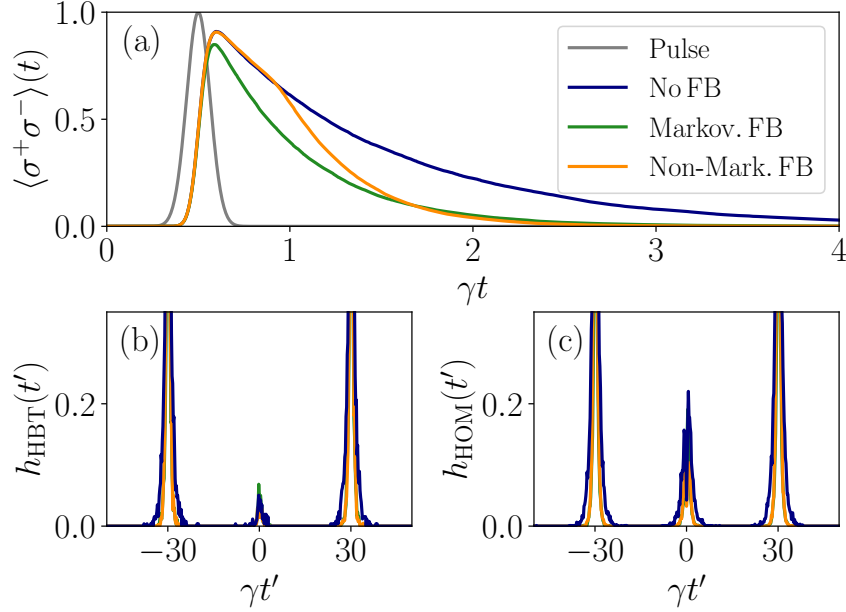 (a)
1.0
0.5
0.0
⟨σ⁺σ⁻⟩(t)
Pulse
No FB
Markov. FB
Non-Mark. FB
0 1 2 3 4
γt
(b)
0.2
0.0
h_HBT(t′)
−30 0 30
γt′
(c)
0.2
0.0
h_HOM(t′)
−30 0 30
γt′